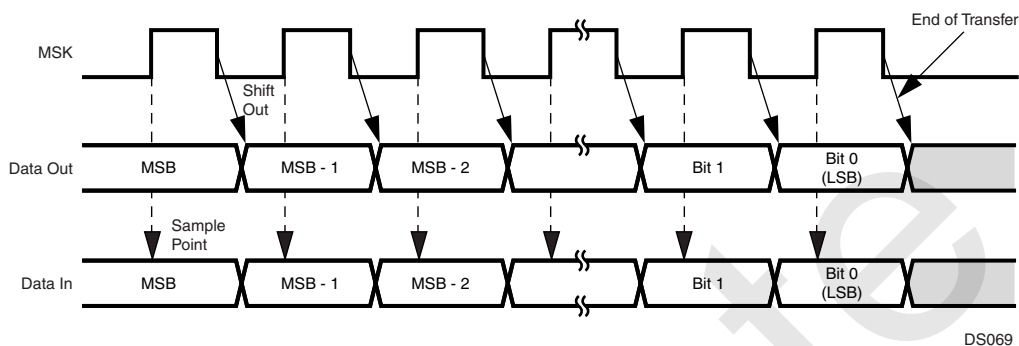 End of Transfer
MSK
Shift
Out
Data Out
MSB
MSB - 1
MSB - 2
Bit 1
Bit 0
(LSB)
Sample
Point
Data In
MSB
MSB - 1
MSB - 2
Bit 1
Bit 0
(LSB)
DS069